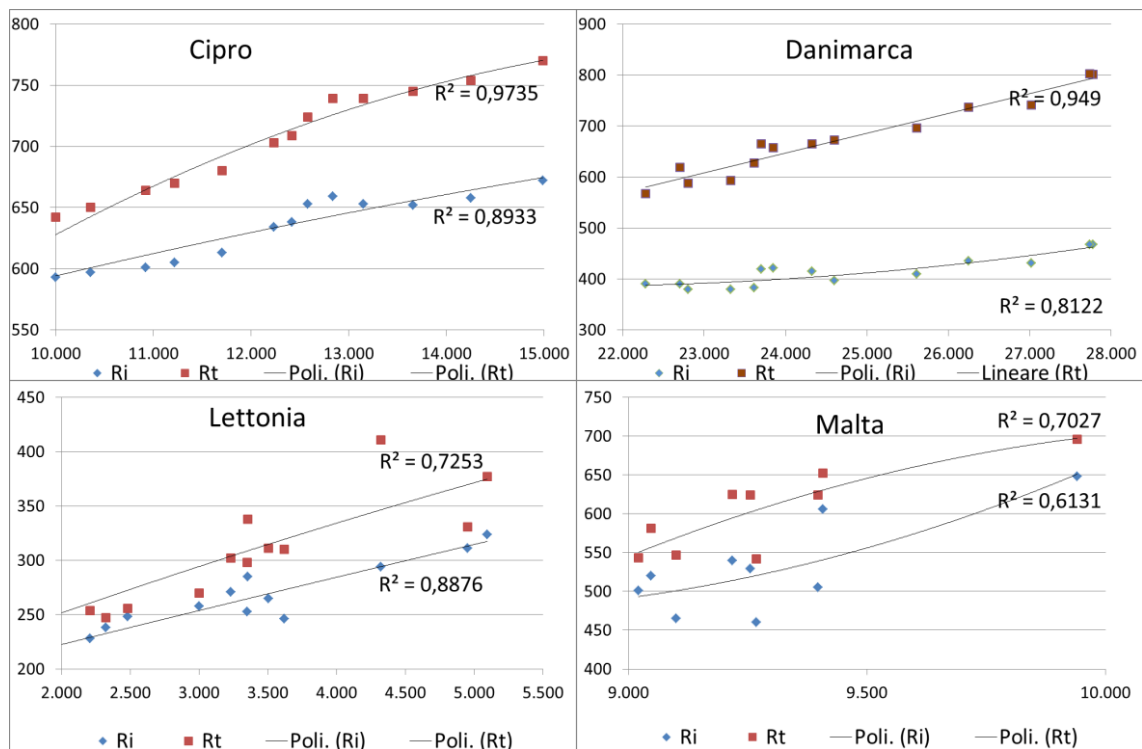 Cipro
800
750
700
650
600
550
10.000 11.000 12.000 13.000 14.000 15.000
R² = 0,9735
R² = 0,8933
Ri Rt Poli. (Ri) Poli. (Rt)
Danimarca
900
800
700
600
500
400
300
22.000 23.000 24.000 25.000 26.000 27.000 28.000
R² = 0,949
R² = 0,8122
Ri Rt Poli. (Ri) Lineare (Rt)
Lettonia
450
400
350
300
250
200
2.000 2.500 3.000 3.500 4.000 4.500 5.000 5.500
R² = 0,7253
R² = 0,8876
Ri Rt Poli. (Ri) Poli. (Rt)
Malta
750
700
650
600
550
500
450
400
9.000 9.500 10.000
R² = 0,7027
R² = 0,6131
Ri Rt Poli. (Ri) Poli. (Rt)